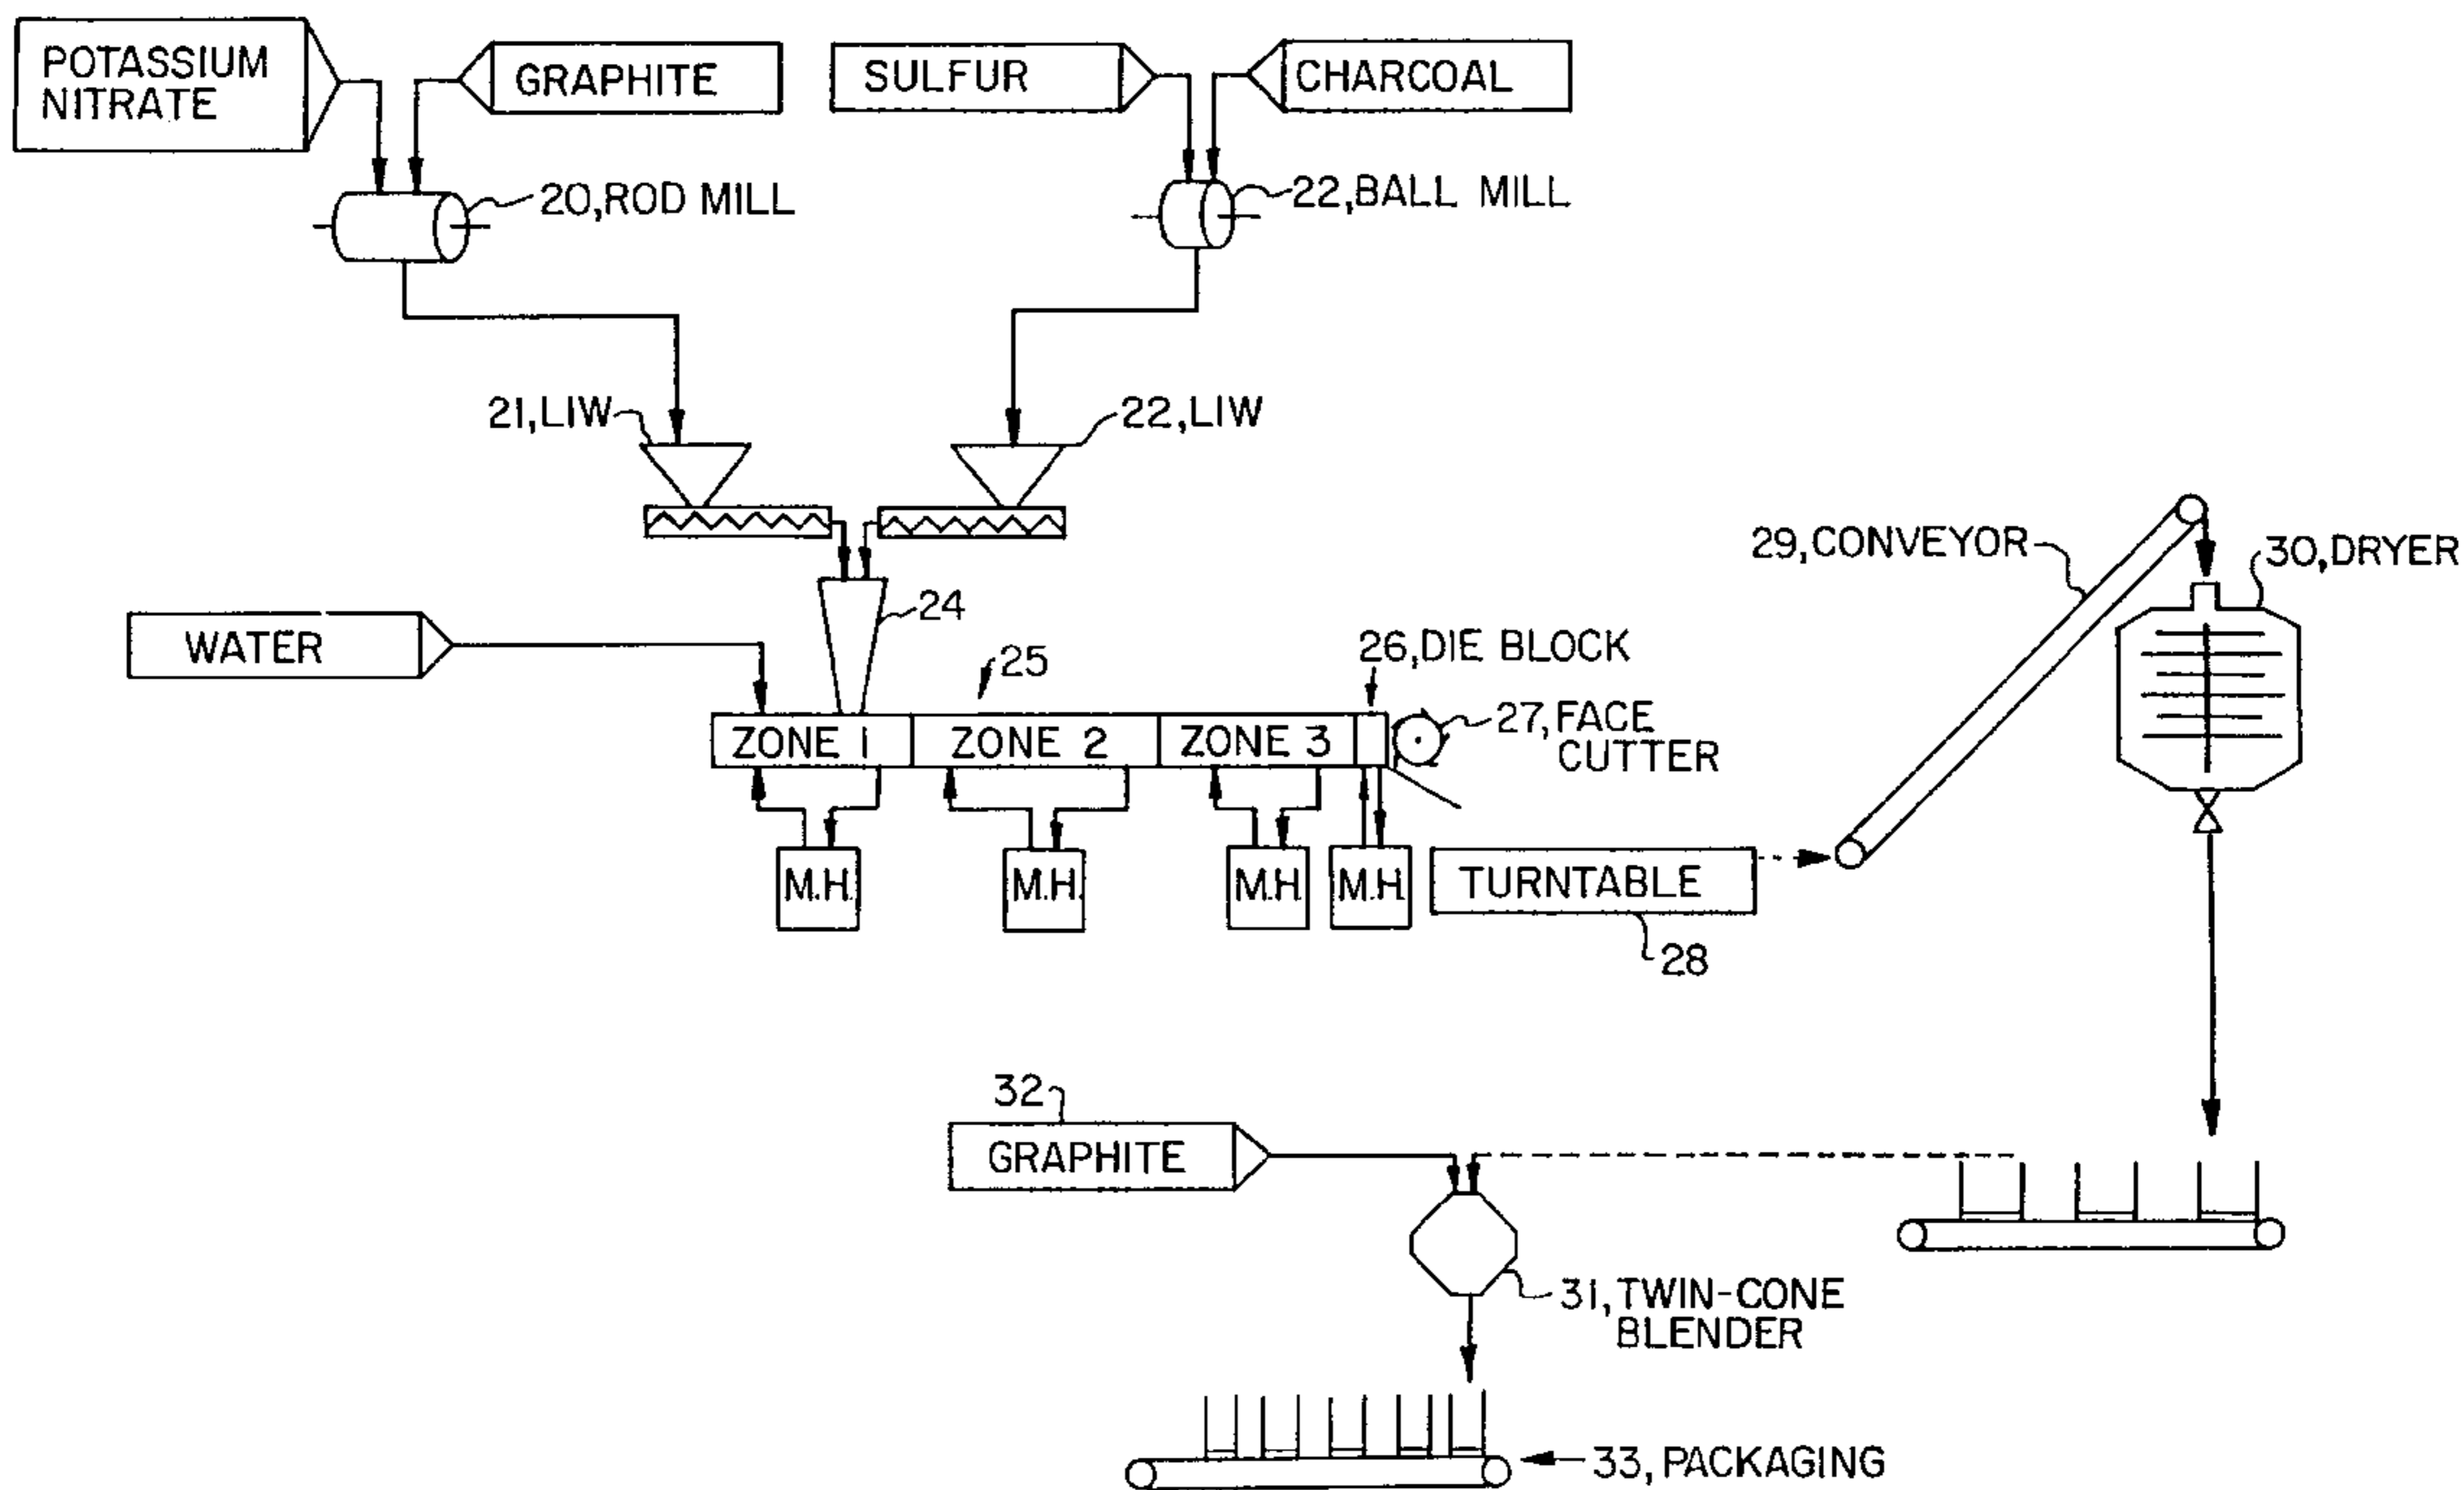 POTASSIUM
NITRATE
GRAPHITE
SULFUR
CHARCOAL
20,ROD MILL
22,BALL MILL
21,LIW
22,LIW
29,CONVEYOR
30,DRYER
24
WATER
25
26,DIE BLOCK
27,FACE
CUTTER
ZONE 1
ZONE 2
ZONE 3
M.H.
M.H.
M.H.
M.H.
TURNTABLE
28
32
GRAPHITE
31,TWIN-CONE
BLENDER
33,PACKAGING